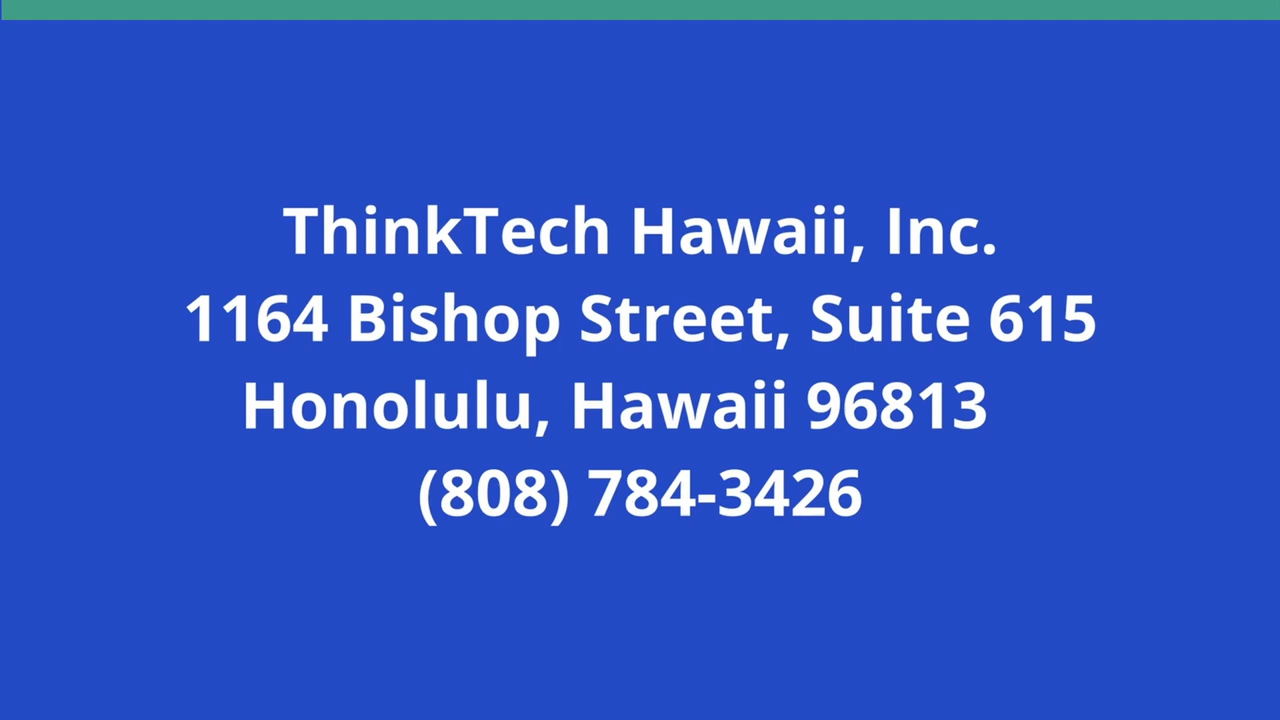 ThinkTech Hawaii, Inc.
1164 Bishop Street, Suite 615
Honolulu, Hawaii 96813
(808) 784-3426